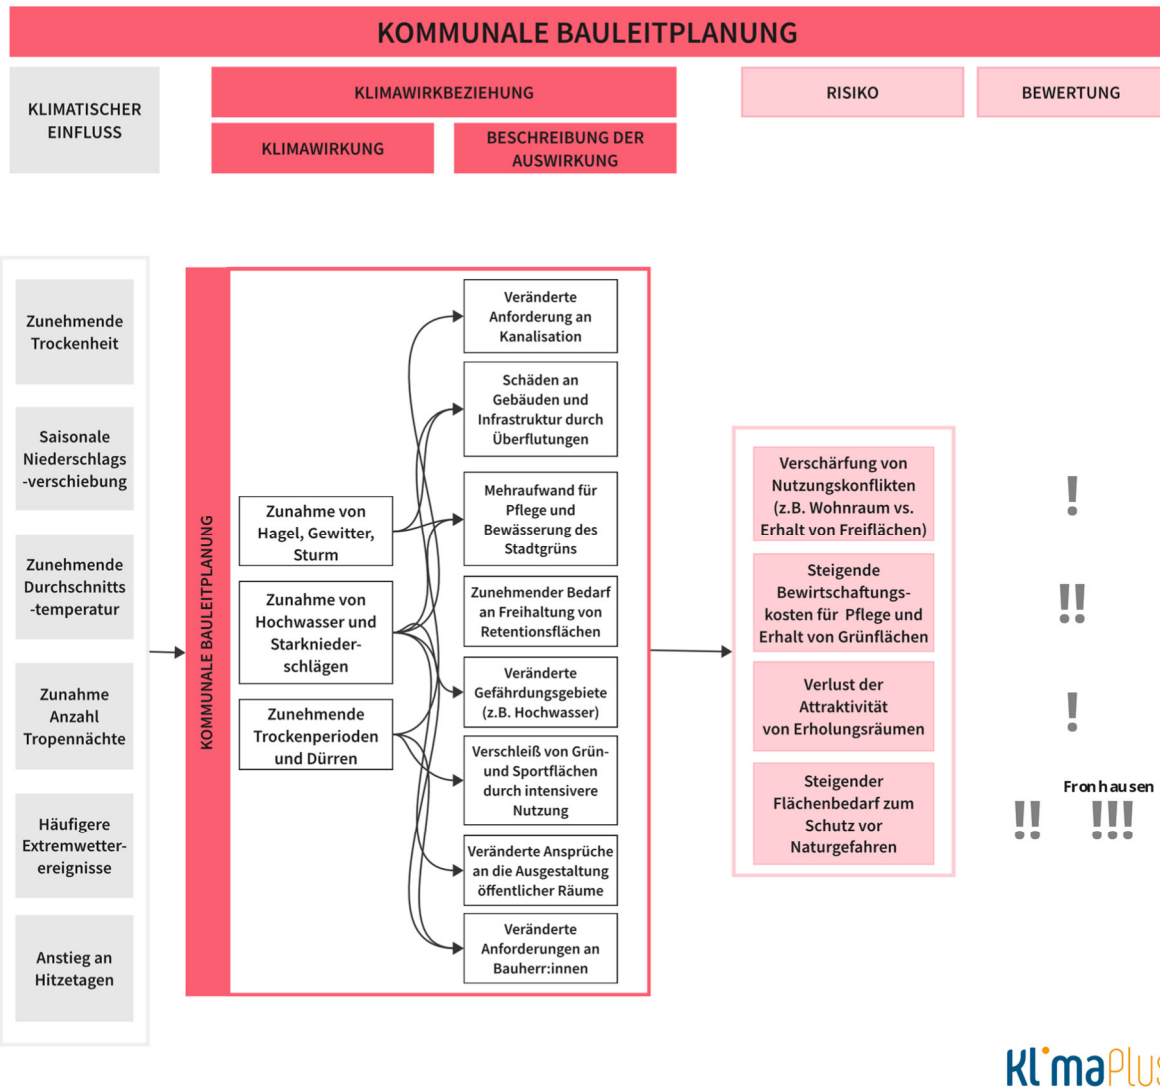 KOMMUNALE BAULEITPLANUNG
KLIMATISCHER
EINFLUSS
KLIMAWIRKBEZIEHUNG
KLIMAWIRKUNG
BESCHREIBUNG DER
AUSWIRKUNG
RISIKO
BEWERTUNG
Zunehmende
Trockenheit
Saisonale
Niederschlags
-verschiebung
Zunehmende
Durchschnitts
-temperatur
Zunahme
Anzahl
Tropennächte
Häufigere
Extremwetter-
ereignisse
Anstieg an
Hitzetagen
KOMMUNALE BAULEITPLANUNG
Zunahme von
Hagel, Gewitter,
Sturm
Zunahme von
Hochwasser und
Starknieder-
schlägen
Zunehmende
Trockenperioden
und Dürren
Veränderte
Anforderung an
Kanalisation
Schäden an
Gebäuden und
Infrastruktur durch
Überflutungen
Mehraufwand für
Pflege und
Bewässerung des
Stadtgrüns
Zunehmender Bedarf
an Freihaltung von
Retentionsflächen
Veränderte
Gefährdungsgebiete
(z.B. Hochwasser)
Verschleiß von Grün-
und Sportflächen
durch intensivere
Nutzung
Veränderte Ansprüche
an die Ausgestaltung
öffentlicher Räume
Veränderte
Anforderungen an
Bauherr:innen
Verschärfung von
Nutzungskonflikten
(z.B. Wohnraum vs.
Erhalt von Freiflächen)
!
Steigende
Bewirtschaftungs-
kosten für Pflege und
Erhalt von Grünflächen
!!
Verlust der
Attraktivität
von Erholungsräumen
!
Steigender
Flächenbedarf zum
Schutz vor
Naturgefahren
Fronhausen
!! !!!
KlimaPlus